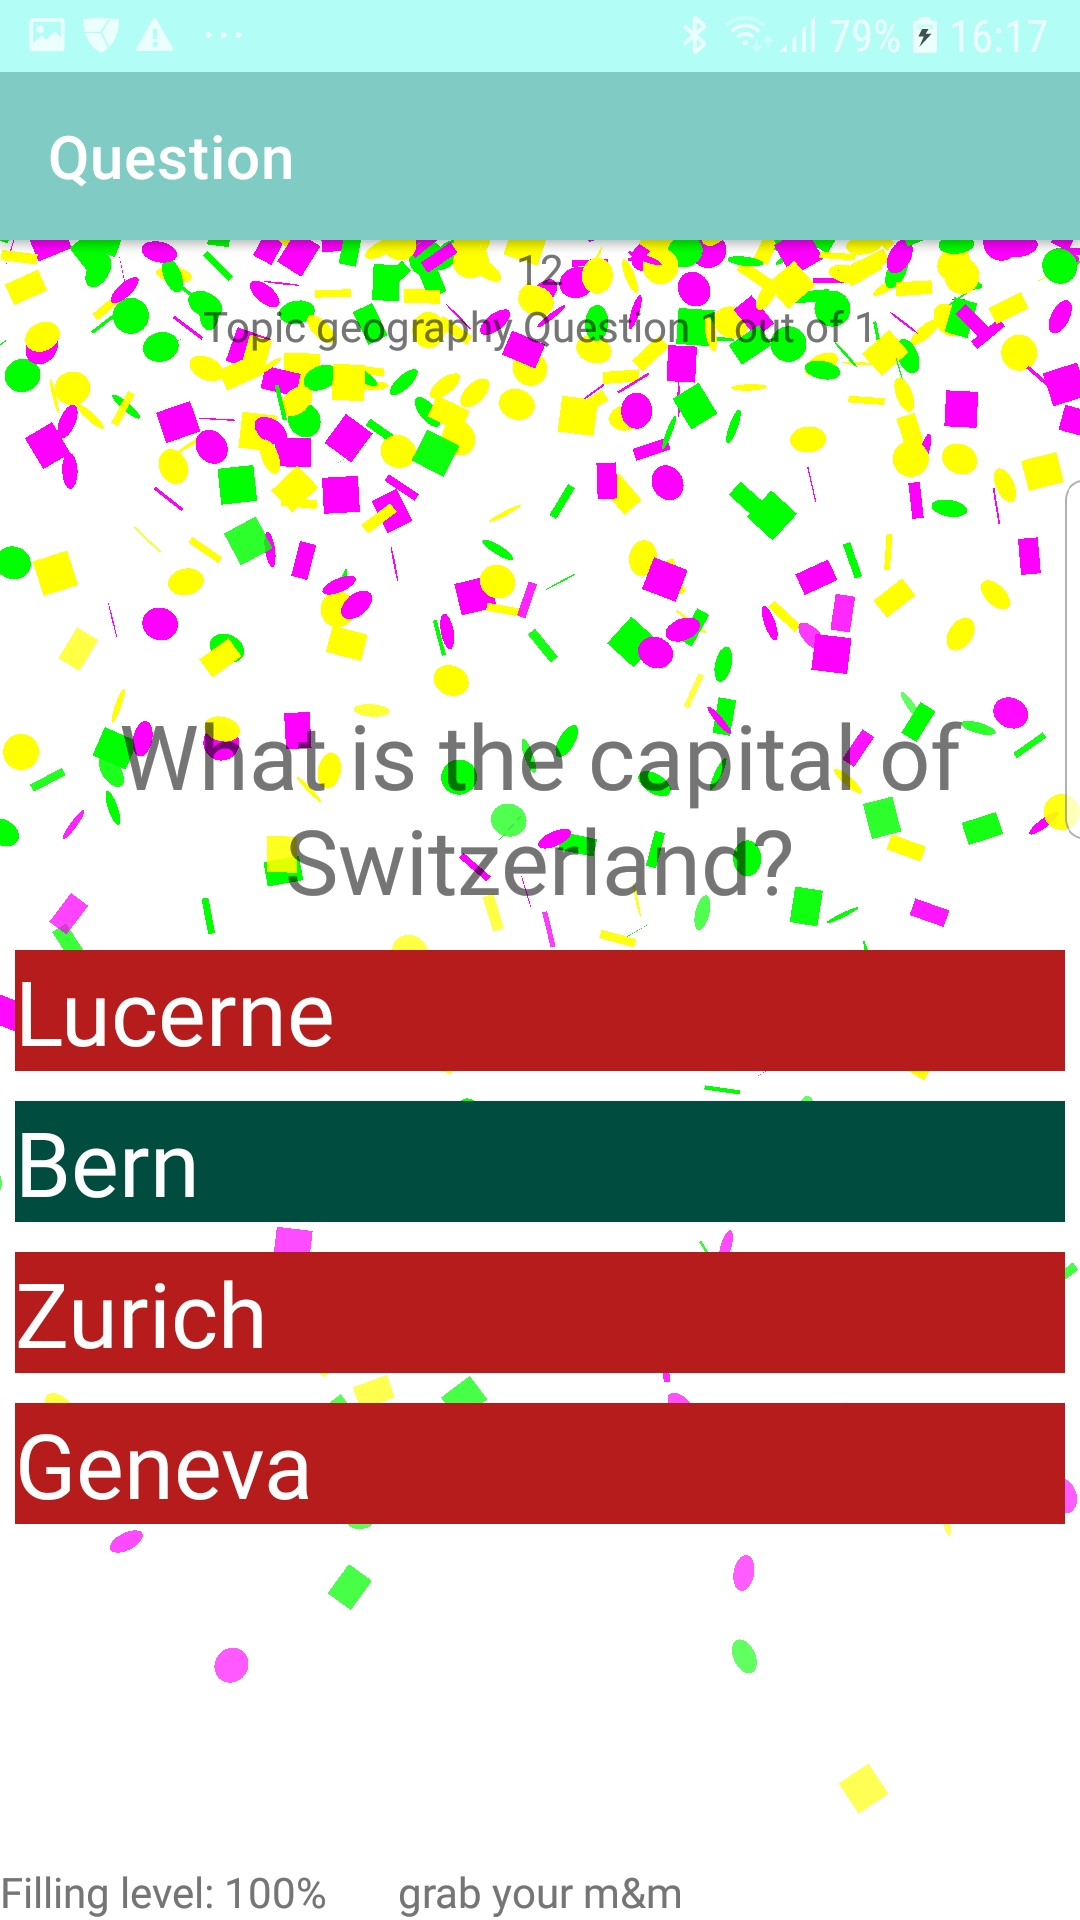 79% 16:17
Question
12
Topic geography Question 1 out of 1
What is the capital of
Switzerland?
Lucerne
Bern
Zurich
Geneva
Filling level: 100% grab your m&m